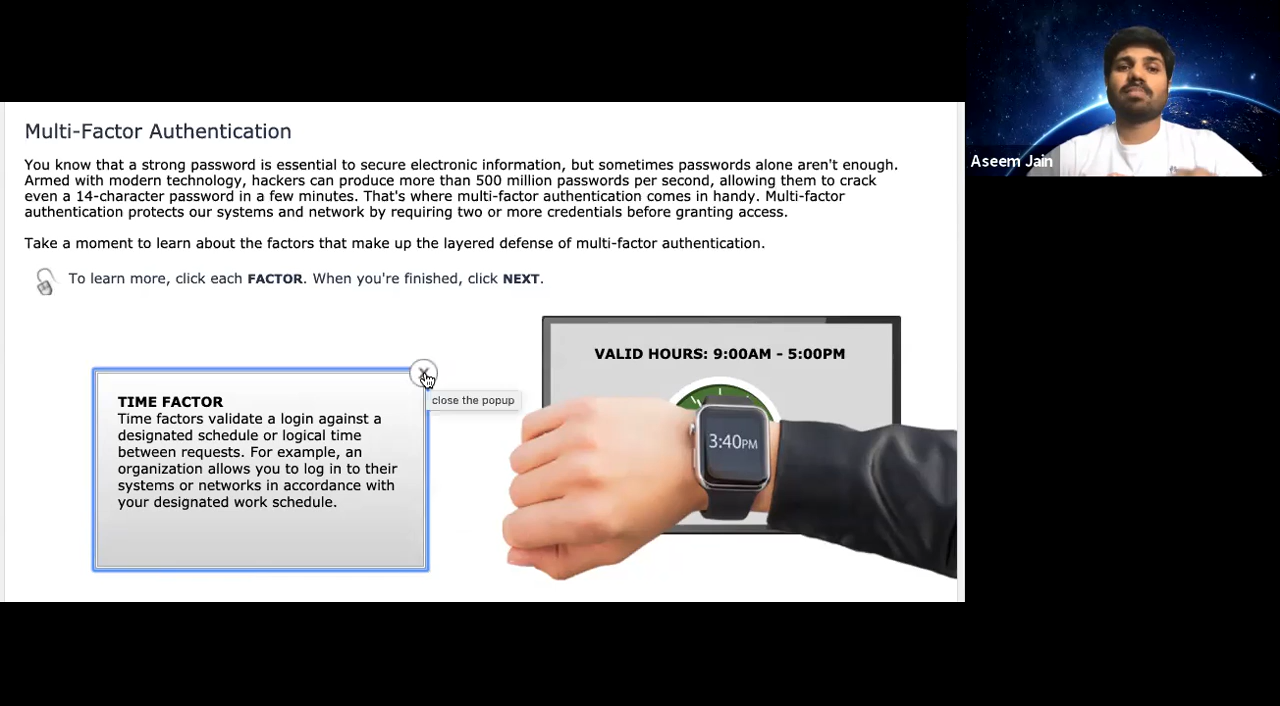 Multi-Factor Authentication
You know that a strong password is essential to secure electronic information, but sometimes passwords alone aren't enough.
Armed with modern technology, hackers can produce more than 500 million passwords per second, allowing them to crack
even a 14-character password in a few minutes. That's where multi-factor authentication comes in handy. Multi-factor
authentication protects our systems and network by requiring two or more credentials before granting access.
Take a moment to learn about the factors that make up the layered defense of multi-factor authentication.
To learn more, click each FACTOR. When you're finished, click NEXT.
TIME FACTOR
Time factors validate a login against a
designated schedule or logical time
between requests. For example, an
organization allows you to log in to their
systems or networks in accordance with
your designated work schedule.
close the popup
VALID HOURS: 9:00AM - 5:00PM
3:40PM
Aseem Jain